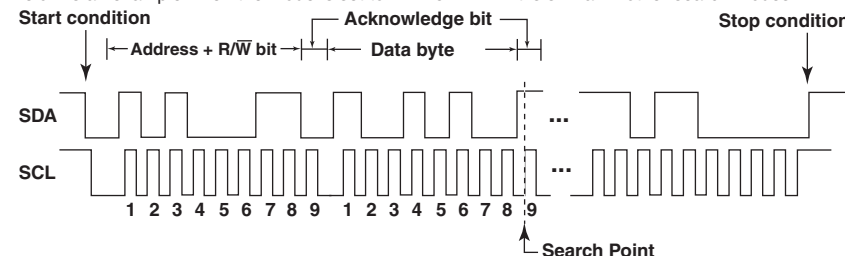 Start condition
Acknowledge bit
Stop condition
Address + R/W bit
Data byte
SDA
...
SCL
...
1 2 3 4 5 6 7 8 9 1 2 3 4 5 6 7 8 9
Search Point